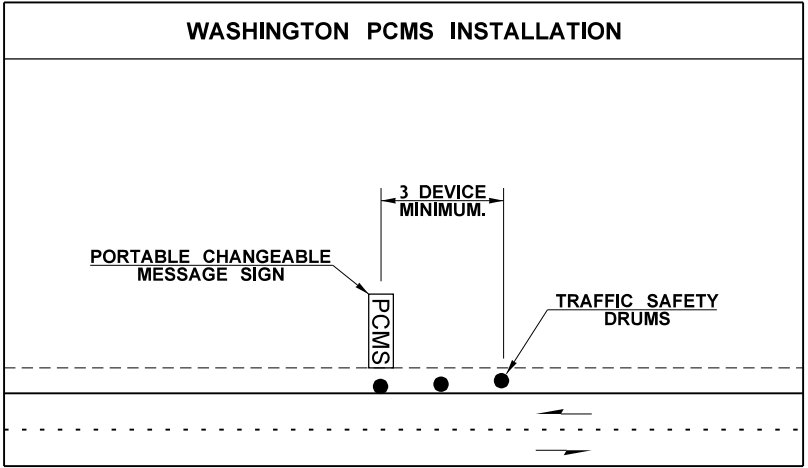 WASHINGTON PCMS INSTALLATION
3 DEVICE
MINIMUM.
PORTABLE CHANGEABLE
MESSAGE SIGN
PCMS
TRAFFIC SAFETY
DRUMS